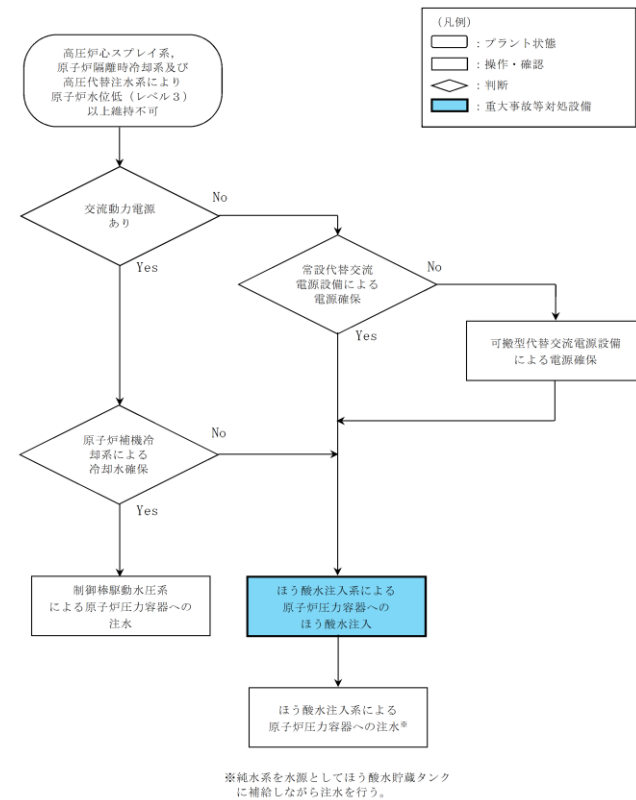 高圧炉心スプレイ系，
原子炉隔離時冷却系及び
高圧代替注水系により
原子炉水位低（レベル３）
以上維持不可
（凡例）
：プラント状態
：操作・確認
：判断
：重大事故等対処設備
交流動力電源
あり
No
Yes
常設代替交流
電源設備による
電源確保
No
Yes
可搬型代替交流電源設備
による電源確保
原子炉補機冷
却系による
冷却水確保
No
Yes
制御棒駆動水圧系
による原子炉圧力容器への
注水
ほう酸水注入系による
原子炉圧力容器への
ほう酸水注入
ほう酸水注入系による
原子炉圧力容器への注水※
※純水系を水源としてほう酸水貯蔵タンク
に補給しながら注水を行う。